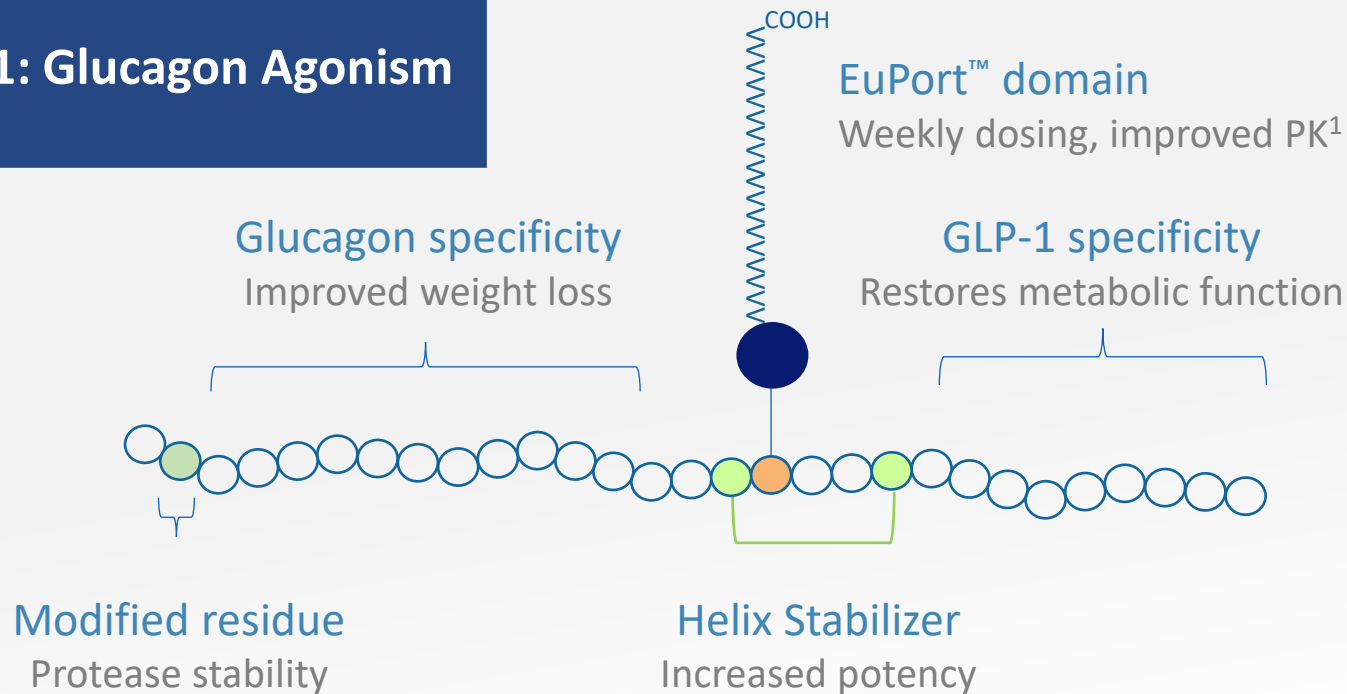 1: Glucagon Agonism
COOH
EuPort™ domain
Weekly dosing, improved PK¹
Glucagon specificity
Improved weight loss
GLP-1 specificity
Restores metabolic function
Modified residue
Protease stability
Helix Stabilizer
Increased potency